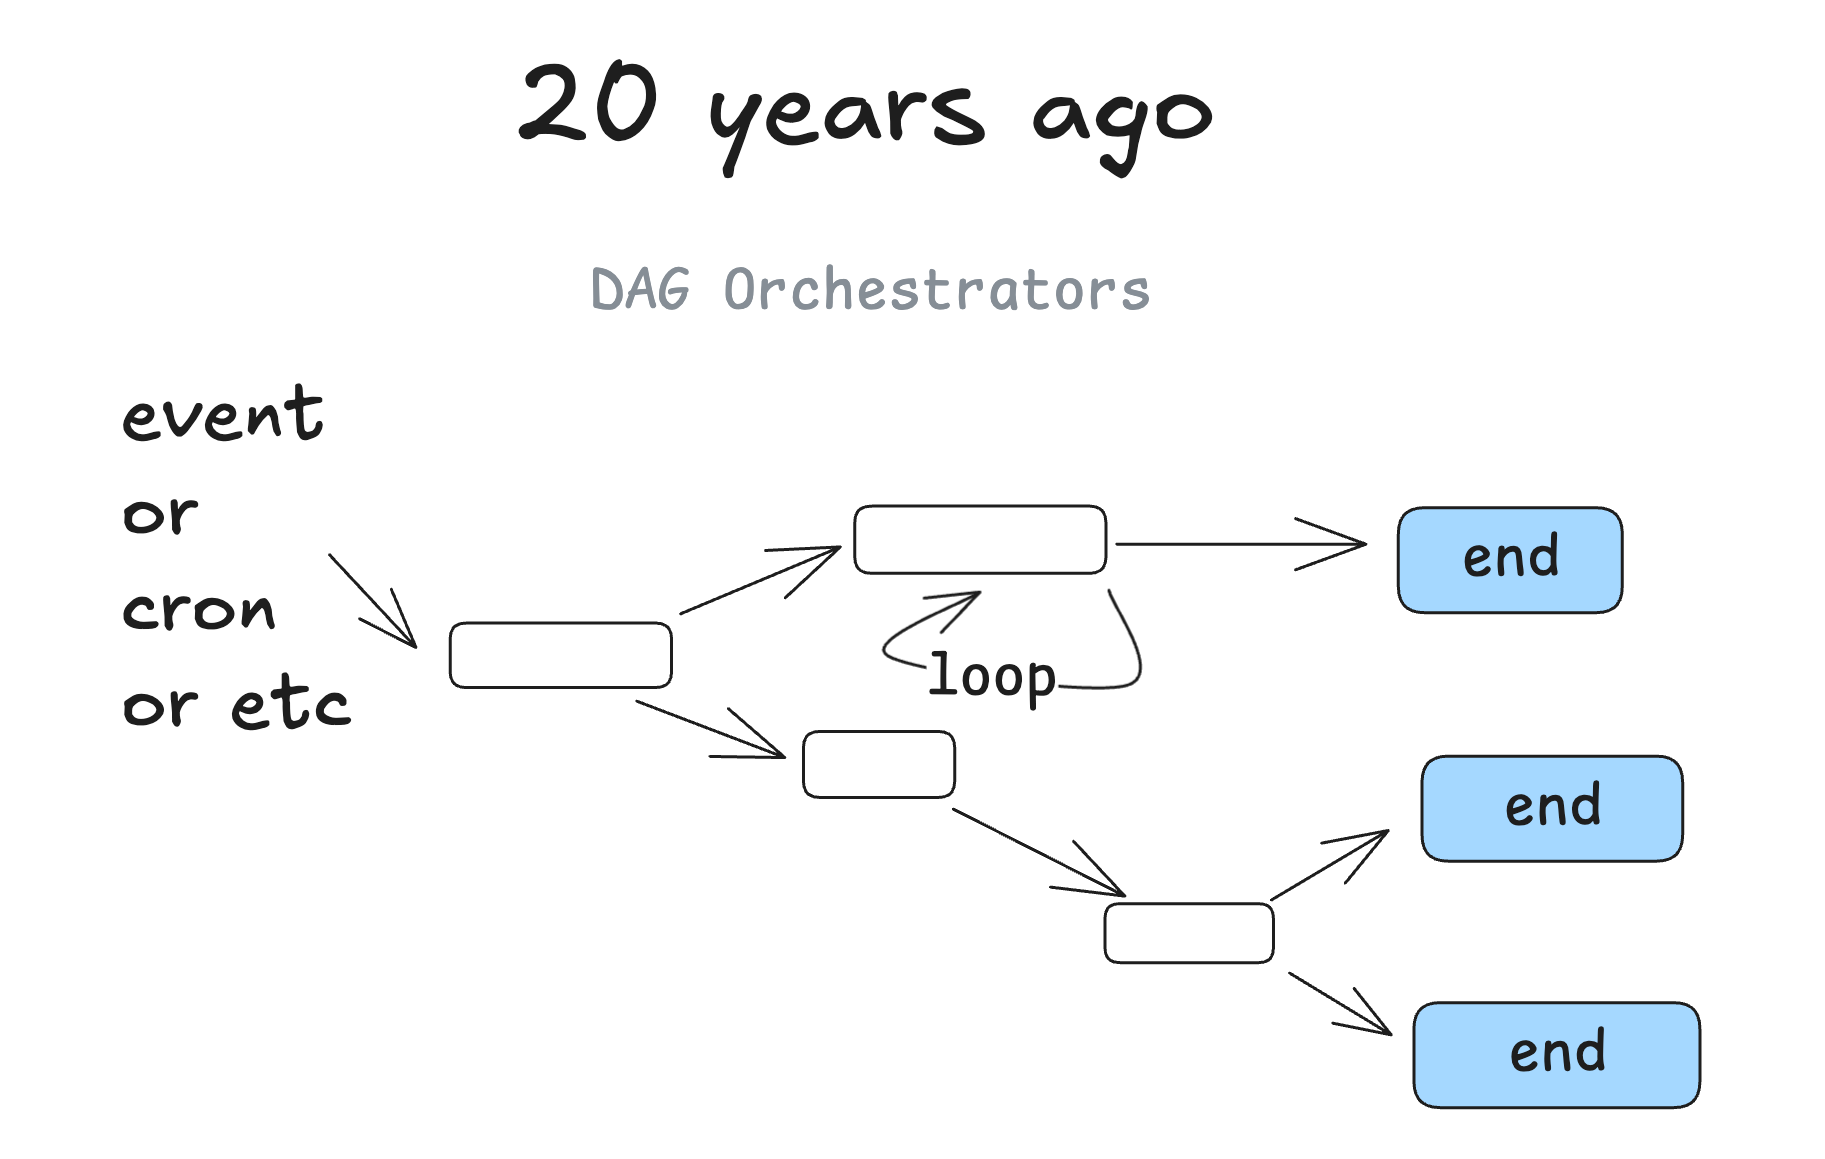 20 years ago
DAG Orchestrators
event
or
cron
or etc
end
loop
end
end